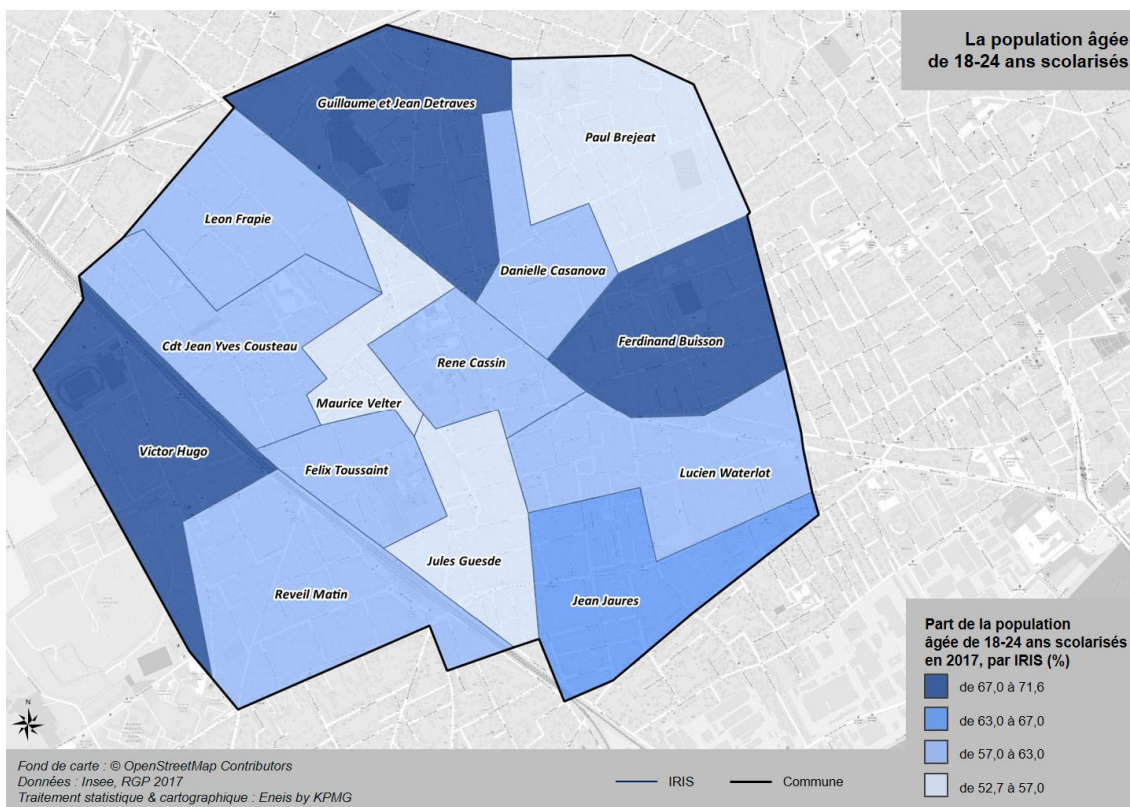 La population âgée
de 18-24 ans scolarisés
Guillaume et Jean Detraves
Paul Brejeat
Leon Frapie
Danielle Casanova
Cdt Jean Yves Cousteau
Ferdinand Buisson
Rene Cassin
Maurice Velter
Victor Hugo
Felix Toussaint
Lucien Waterlot
Jules Guesde
Reveil Matin
Jean Jaures
Part de la population
âgée de 18-24 ans scolarisés
en 2017, par IRIS (%)
de 67,0 à 71,6
de 63,0 à 67,0
de 57,0 à 63,0
de 52,7 à 57,0
N
Fond de carte : © OpenStreetMap Contributors
Données : Insee, RGP 2017
Traitement statistique & cartographique : Eneis by KPMG
IRIS
Commune